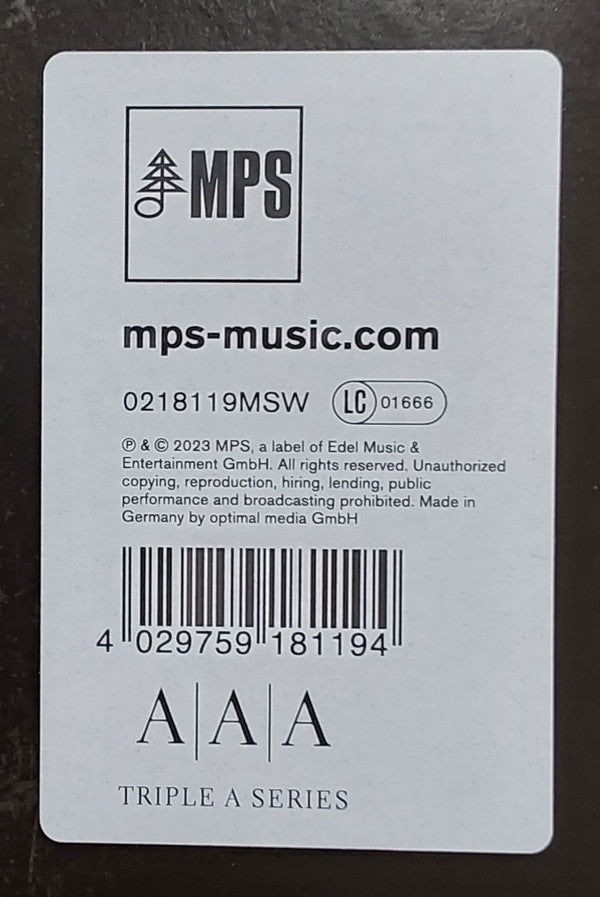 MPS
mps-music.com
0218119MSW LC 01666
℗ & © 2023 MPS, a label of Edel Music &
Entertainment GmbH. All rights reserved. Unauthorized
copying, reproduction, hiring, lending, public
performance and broadcasting prohibited. Made in
Germany by optimal media GmbH
4 029759 181194
A|A|A
TRIPLE A SERIES